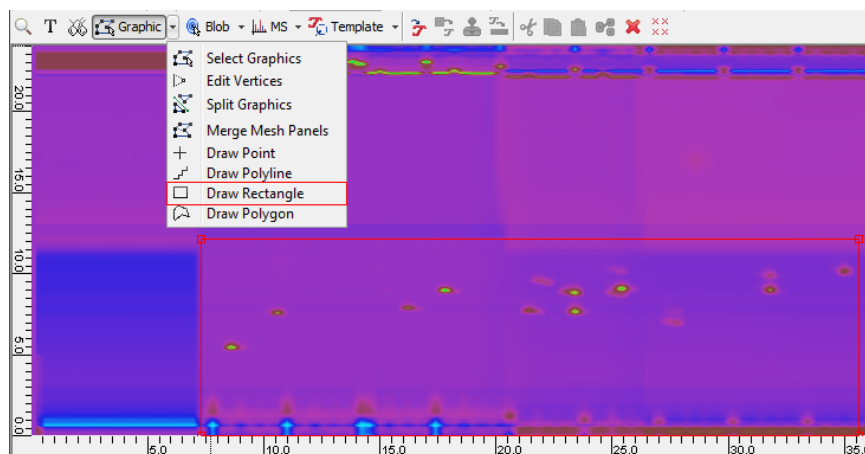 T Graphic Blob MS Template
Select Graphics
Edit Vertices
Split Graphics
Merge Mesh Panels
Draw Point
Draw Polyline
Draw Rectangle
Draw Polygon
20.0
15.0
10.0
5.0
0.0
5.0 10.0 15.0 20.0 25.0 30.0 35.